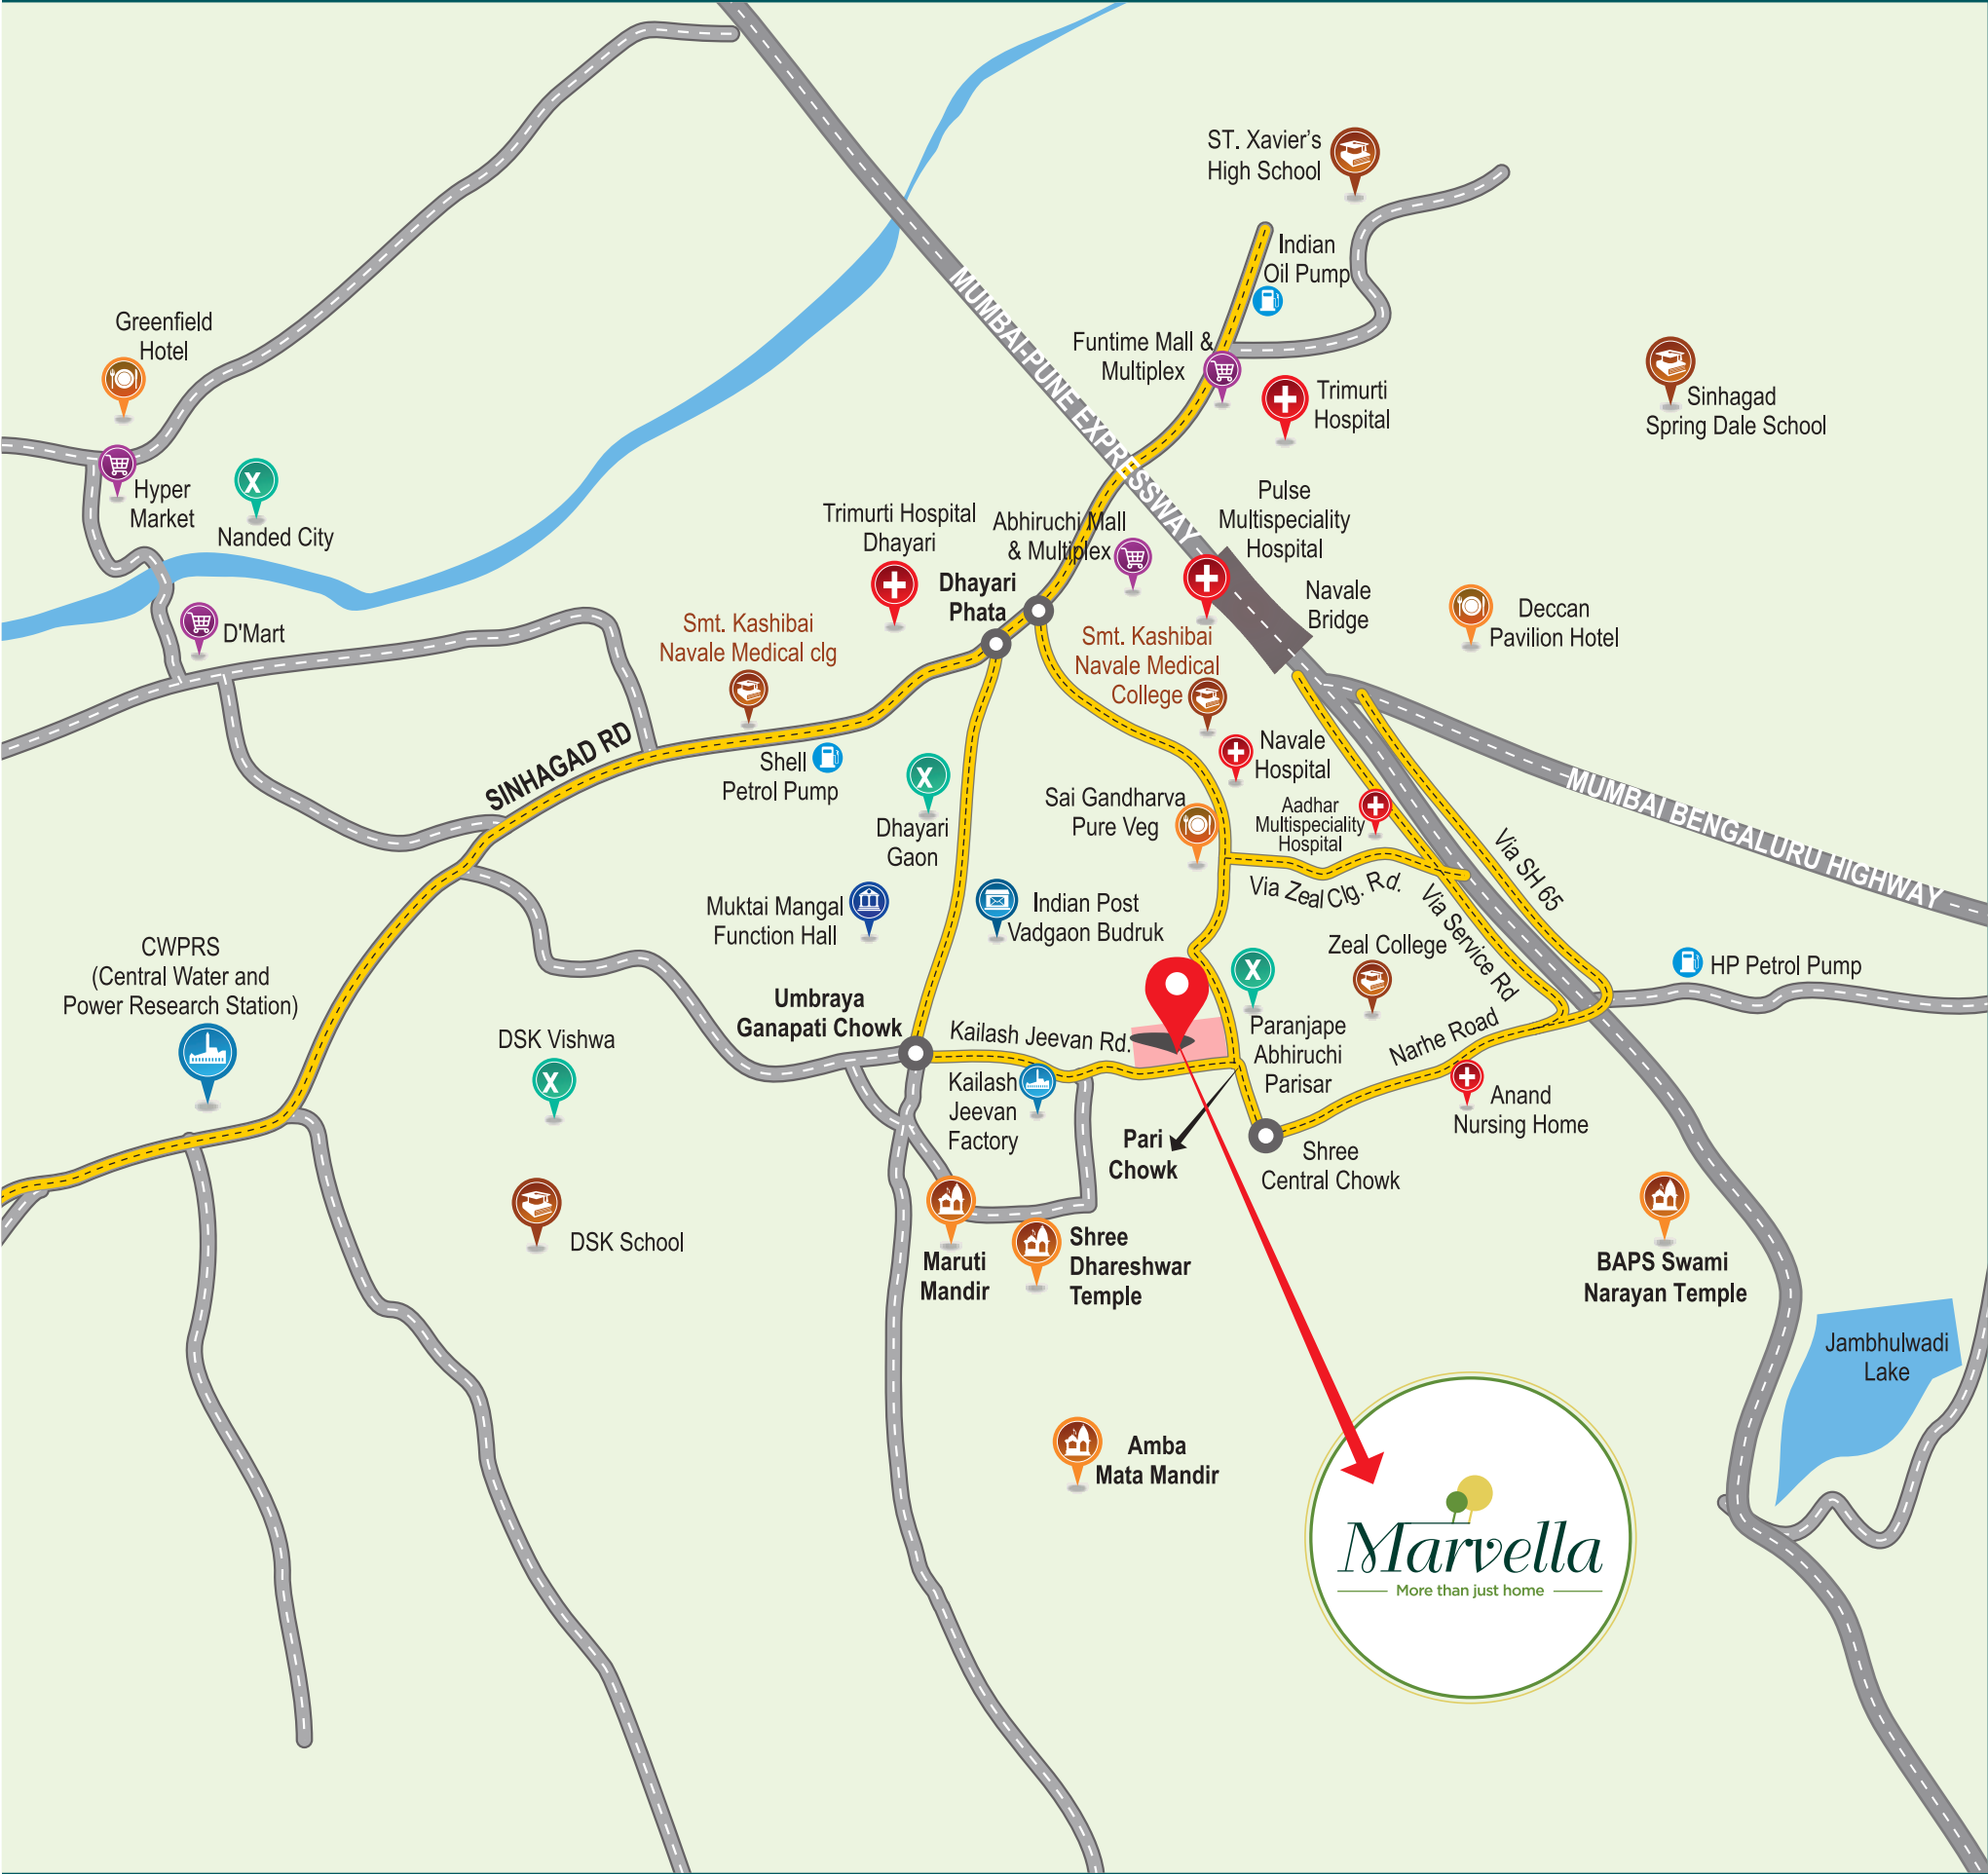 ST. Xavier's
High School
Indian
Oil Pump
MUMBAI-PUNE EXPRESSWAY
Greenfield
Hotel
Funtime Mall &
Multiplex
Trimurti
Hospital
Sinhagad
Spring Dale School
Hyper
Market
X
Nanded City
Trimurti Hospital
Dhayari
Abhiruchi Mall
& Multiplex
Pulse
Multispeciality
Hospital
Dhayari
Phata
Navale
Bridge
Deccan
Pavilion Hotel
D'Mart
Smt. Kashibai
Navale Medical clg
Smt. Kashibai
Navale Medical
College
SINHAGAD RD
Shell
Petrol Pump
Navale
Hospital
MUMBAI BENGALURU HIGHWAY
X
Dhayari
Gaon
Sai Gandharva
Pure Veg
Aadhar
Multispeciality
Hospital
Via SH 65
Via Zeal Clg. Rd.
Via Service Rd
Muktai Mangal
Function Hall
Indian Post
Vadgaon Budruk
Zeal College
HP Petrol Pump
CWPRS
(Central Water and
Power Research Station)
Umbraya
Ganapati Chowk
Kailash Jeevan Rd.
X
Paranjape
Abhiruchi
Parisar
Narhe Road
DSK Vishwa
X
Kailash
Jeevan
Factory
Anand
Nursing Home
Pari
Chowk
Shree
Central Chowk
DSK School
Maruti
Mandir
Shree
Dhareshwar
Temple
BAPS Swami
Narayan Temple
Jambhulwadi
Lake
Amba
Mata Mandir
Marvella
More than just home